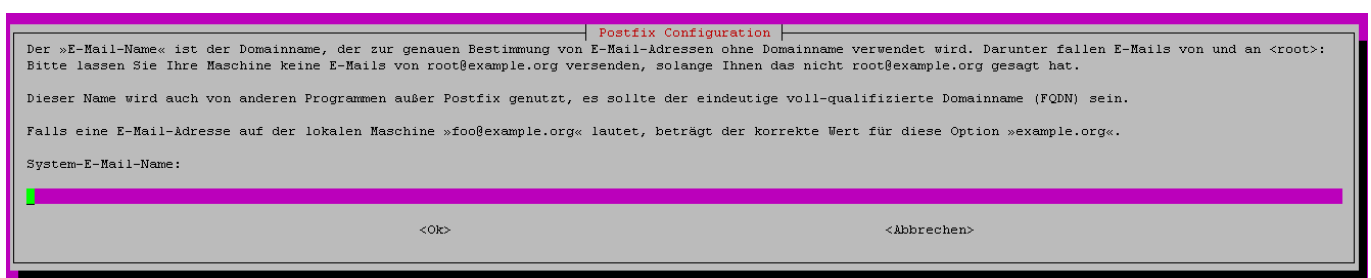 Postfix Configuration
Der »E-Mail-Name« ist der Domainname, der zur genauen Bestimmung von E-Mail-Adressen ohne Domainname verwendet wird. Darunter fallen E-Mails von und an <root>:
Bitte lassen Sie Ihre Maschine keine E-Mails von root@example.org versenden, solange Ihnen das nicht root@example.org gesagt hat.
Dieser Name wird auch von anderen Programmen außer Postfix genutzt, es sollte der eindeutige voll-qualifizierte Domainname (FQDN) sein.
Falls eine E-Mail-Adresse auf der lokalen Maschine »foo@example.org« lautet, beträgt der korrekte Wert für diese Option »example.org«.
System-E-Mail-Name:
<Ok> <Abbrechen>